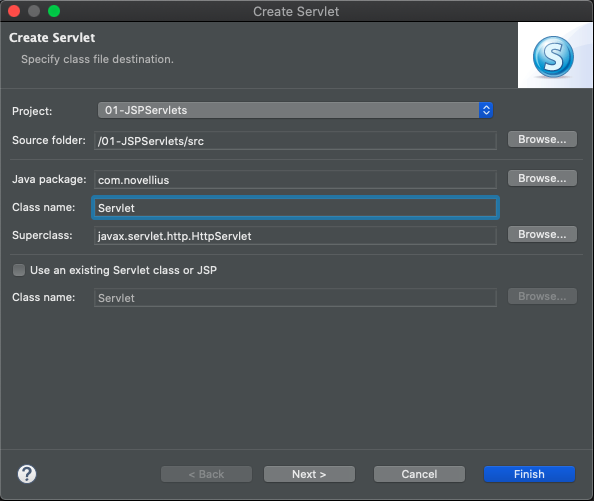 Create Servlet
Create Servlet
Specify class file destination.
S
Project: 01-JSPServlets
Source folder: /01-JSPServlets/src Browse...
Java package: com.novellius Browse...
Class name: Servlet
Superclass: javax.servlet.http.HttpServlet Browse...
Use an existing Servlet class or JSP
Class name: Servlet Browse...
? < Back Next > Cancel Finish